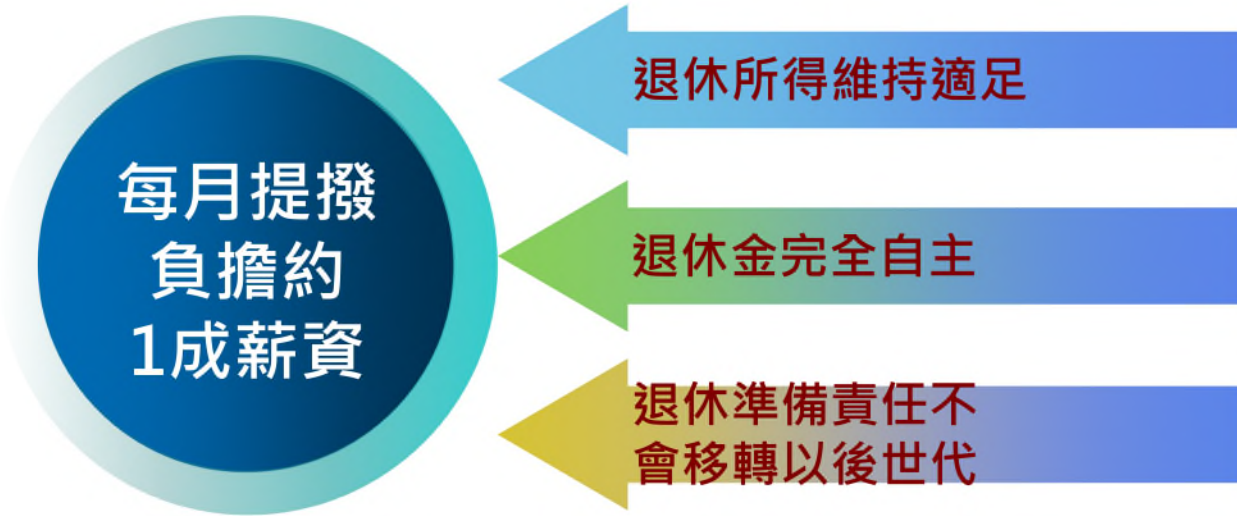 每月提撥
負擔約
1成薪資
退休所得維持適足
退休金完全自主
退休準備責任不
會移轉以後世代